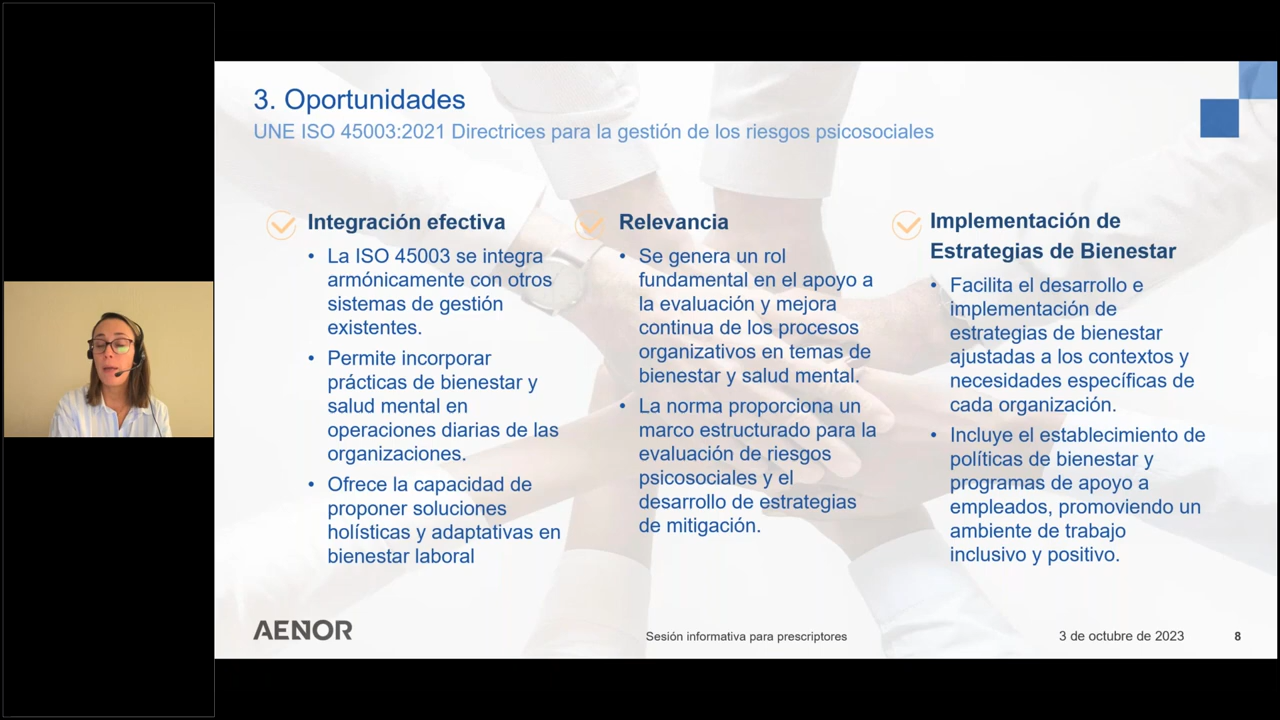 3. Oportunidades
UNE ISO 45003:2021 Directrices para la gestión de los riesgos psicosociales
Integración efectiva
• La ISO 45003 se integra
armónicamente con otros
sistemas de gestión
existentes.
• Permite incorporar
prácticas de bienestar y
salud mental en
operaciones diarias de las
organizaciones.
• Ofrece la capacidad de
proponer soluciones
holísticas y adaptativas en
bienestar laboral
Relevancia
• Se genera un rol
fundamental en el apoyo a
la evaluación y mejora
continua de los procesos
organizativos en temas de
bienestar y salud mental.
• La norma proporciona un
marco estructurado para la
evaluación de riesgos
psicosociales y el
desarrollo de estrategias
de mitigación.
Implementación de
Estrategias de Bienestar
• Facilita el desarrollo e
implementación de
estrategias de bienestar
ajustadas a los contextos y
necesidades específicas de
cada organización.
• Incluye el establecimiento de
políticas de bienestar y
programas de apoyo a
empleados, promoviendo un
ambiente de trabajo
inclusivo y positivo.
AENOR
Sesión informativa para prescriptores
3 de octubre de 2023
8